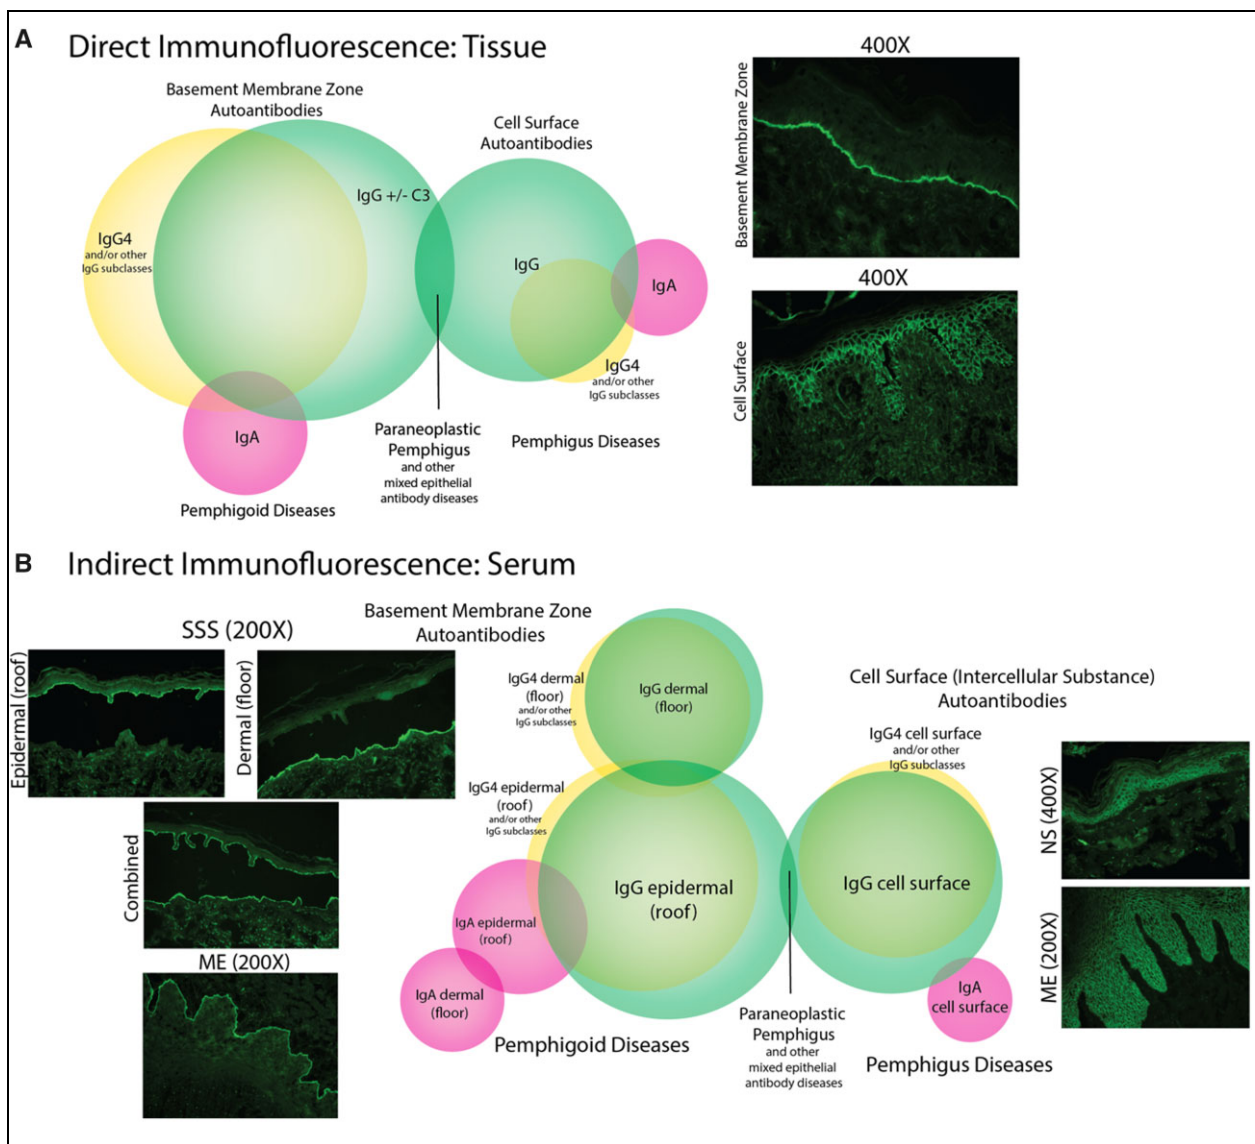 A
Direct Immunofluorescence: Tissue
Basement Membrane Zone
Autoantibodies
Cell Surface
Autoantibodies
IgG +/- C3
IgG4
and/or other
IgG subclasses
IgG
IgA
IgG4
and/or other
IgG subclasses
IgA
Paraneoplastic
Pemphigus
and other
mixed epithelial
antibody diseases
Pemphigus Diseases
Pemphigoid Diseases
400X
Basement Membrane Zone
400X
Cell Surface
B
Indirect Immunofluorescence: Serum
SSS (200X)
Epidermal (roof)
Dermal (floor)
Combined
ME (200X)
Basement Membrane Zone
Autoantibodies
IgG4 dermal
(floor)
and/or other
IgG subclasses
IgG dermal
(floor)
IgG4 epidermal
(roof)
and/or other
IgG subclasses
IgG epidermal
(roof)
IgA epidermal
(roof)
IgA dermal
(floor)
Pemphigoid Diseases
Cell Surface (Intercellular Substance)
Autoantibodies
IgG4 cell surface
and/or other
IgG subclasses
IgG cell surface
IgA
cell surface
Paraneoplastic
Pemphigus
and other
mixed epithelial
antibody diseases
Pemphigus Diseases
NS (400X)
ME (200X)